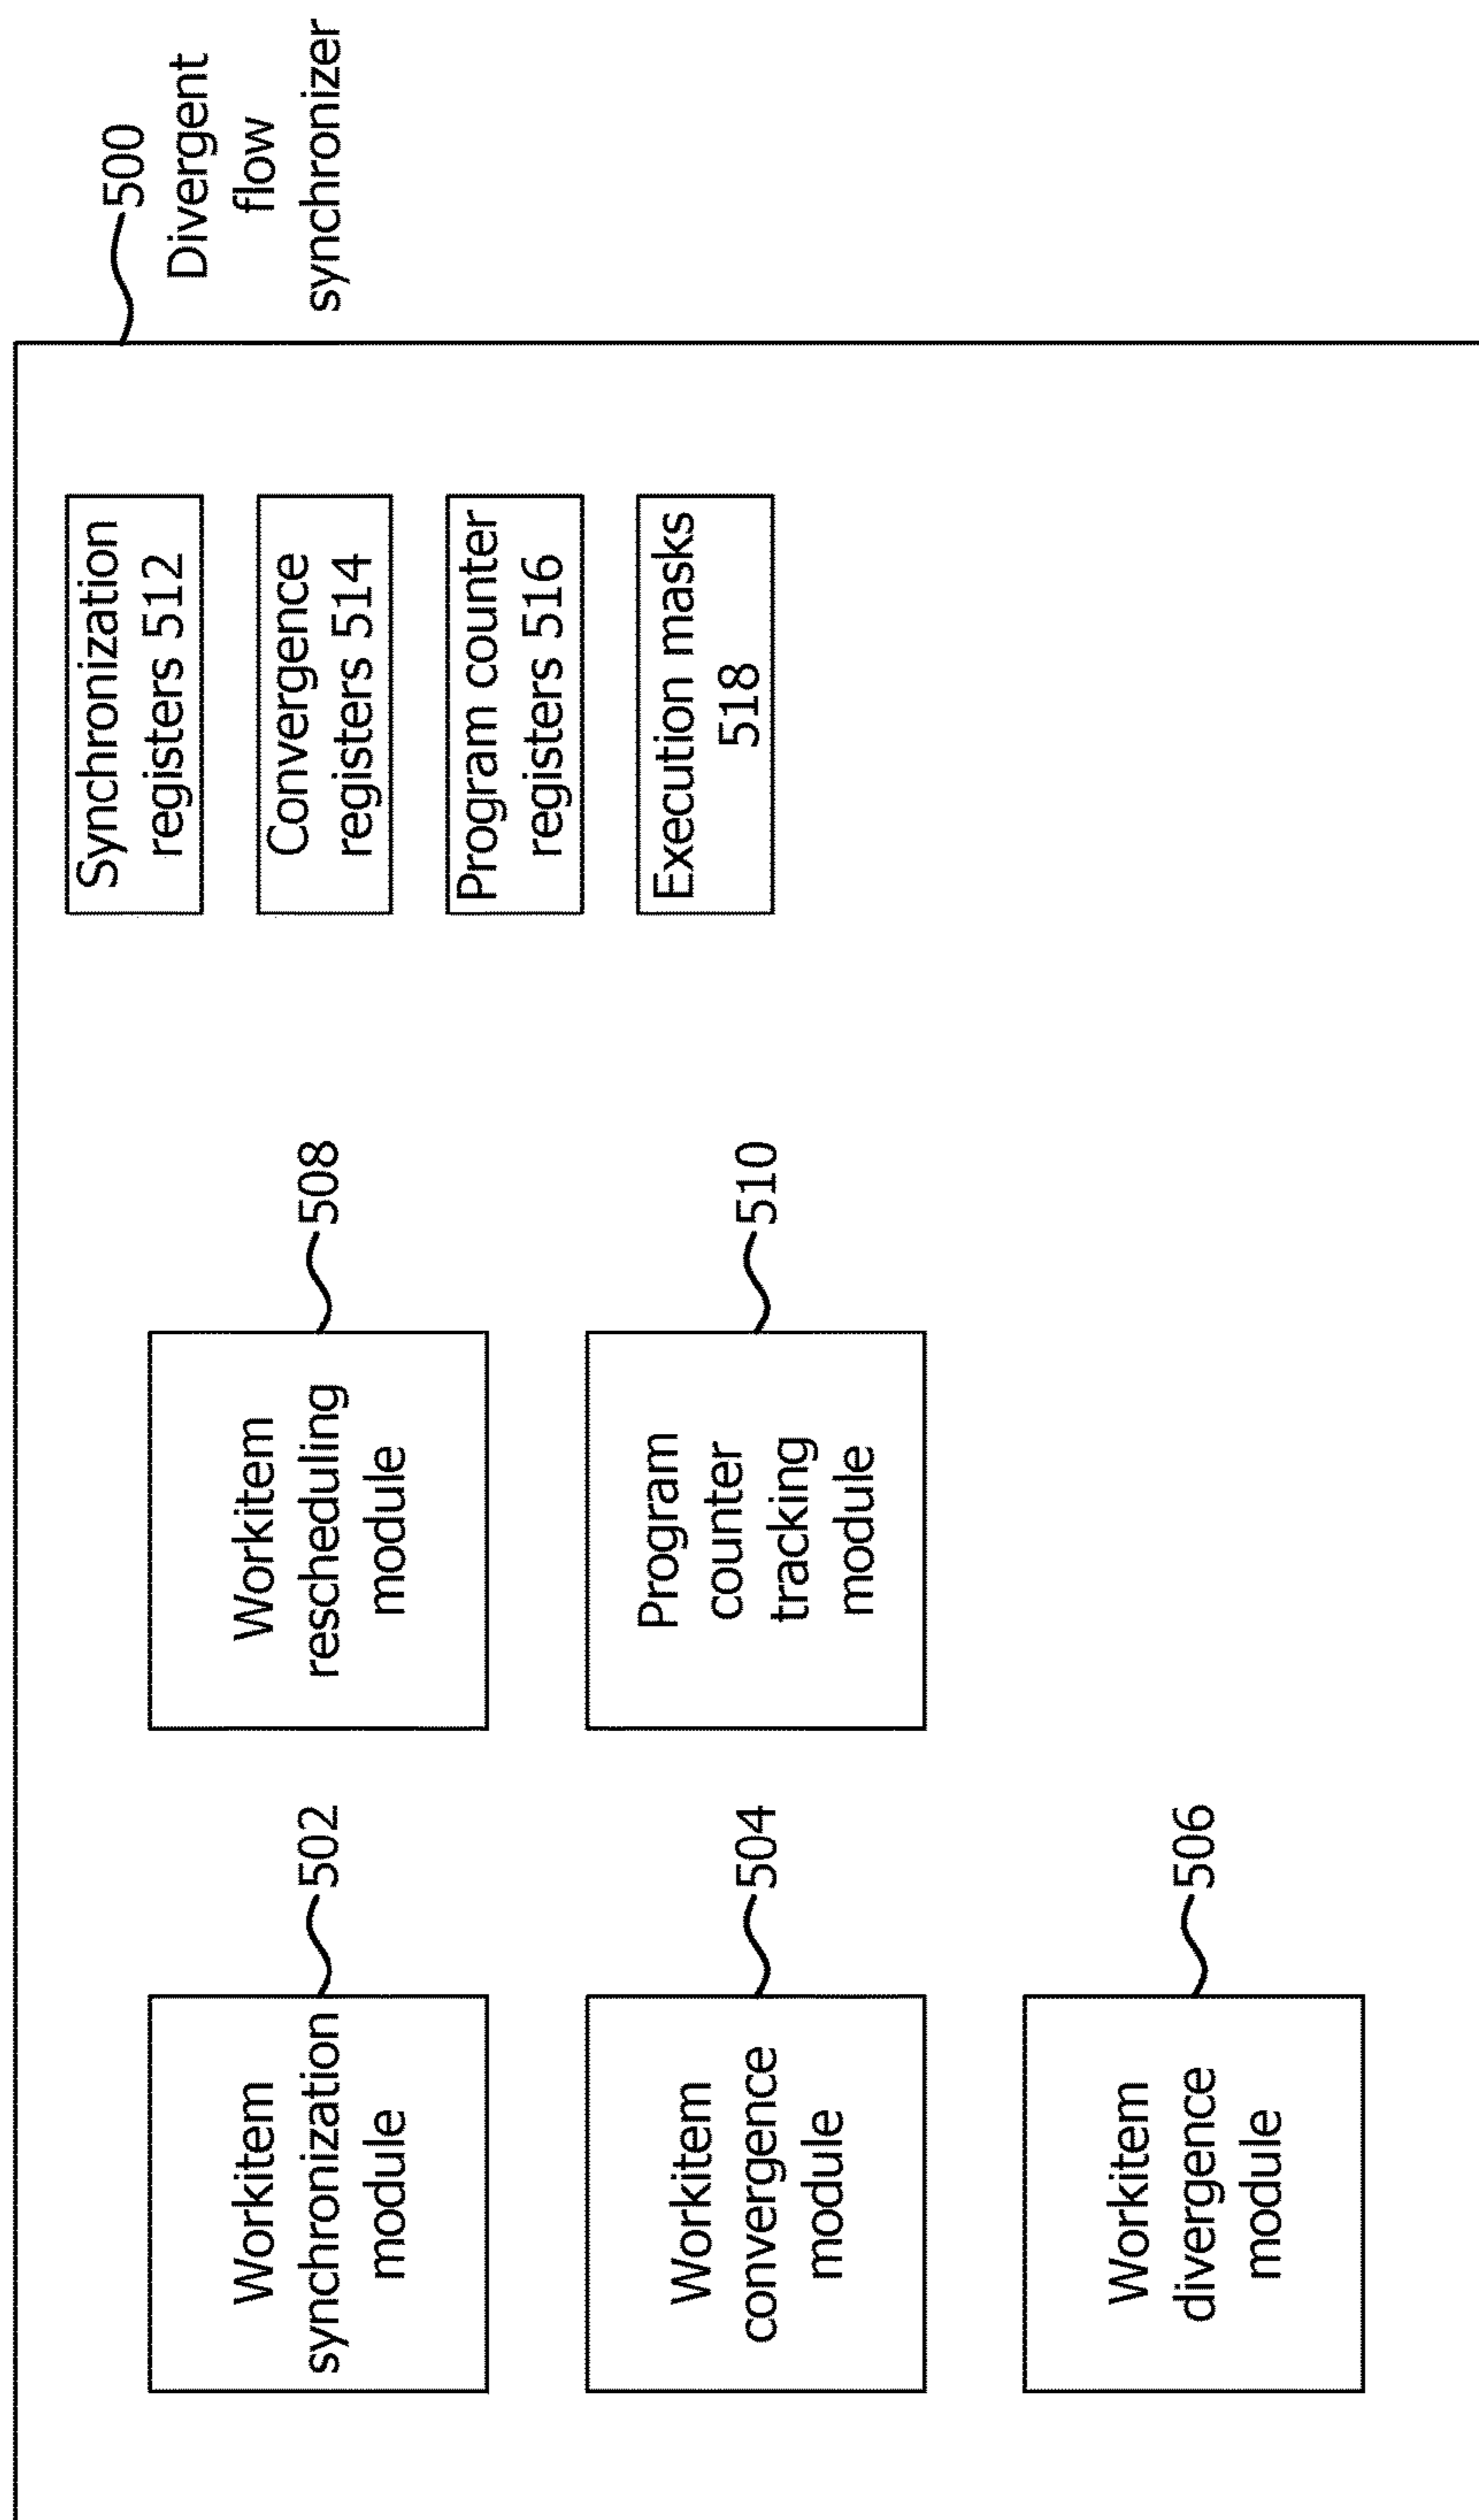 500
Divergent
flow
synchronizer
Workitem
synchronization
module
502
Workitem
rescheduling
module
508
Synchronization
registers 512
Convergence
registers 514
Program counter
registers 516
Execution masks
518
Workitem
convergence
module
504
Program
counter
tracking
module
510
Workitem
divergence
module
506